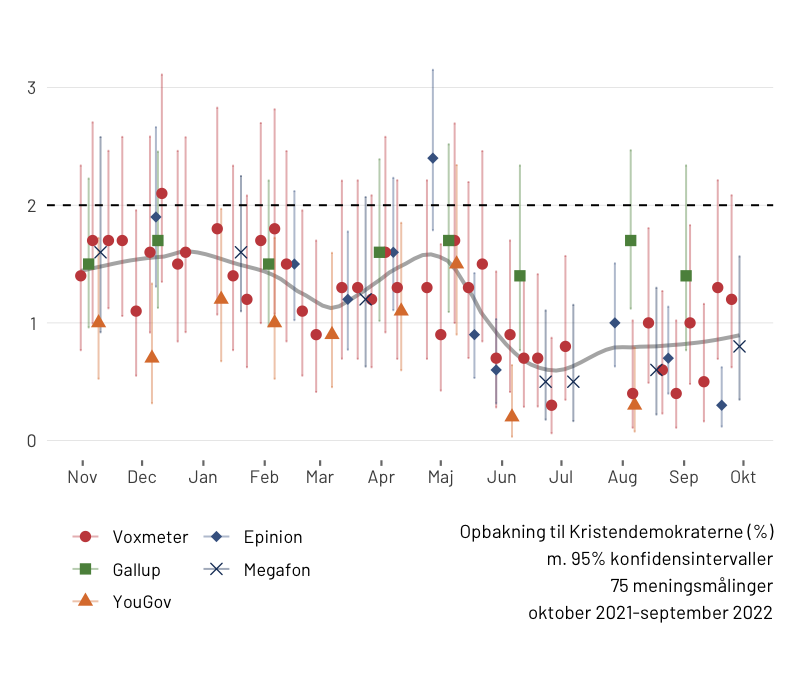 3
2
1
0
Nov Dec Jan Feb Mar Apr Maj Jun Jul Aug Sep Okt
Voxmeter Epinion
Gallup Megafon
YouGov
Opbakning til Kristendemokraterne (%)
m. 95% konfidensintervaller
75 meningsmålinger
oktober 2021-september 2022